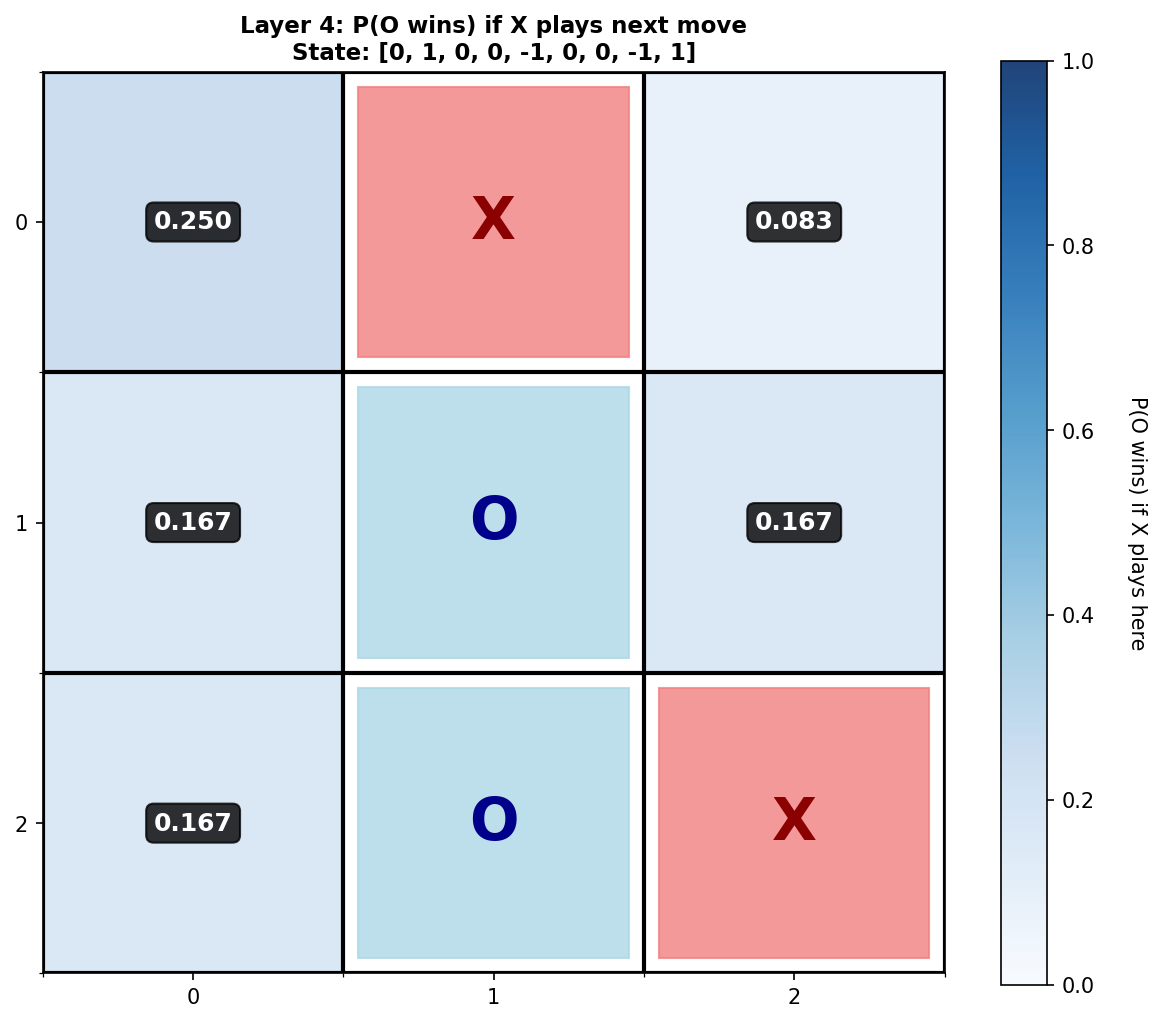 Layer 4: P(O wins) if X plays next move
State: [0, 1, 0, 0, -1, 0, 0, -1, 1]
0
0.250
X
0.083
1
0.167
O
0.167
2
0.167
O
X
0
1
2
1.0
0.8
0.6
0.4
0.2
0.0
P(O wins) if X plays here